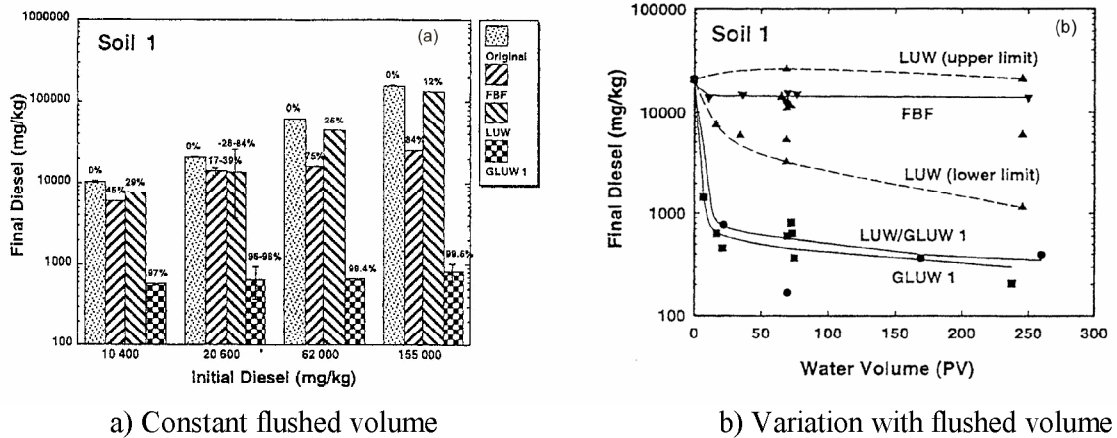 Soil 1
(a)
1000000
100000
10000
1000
100
Final Diesel (mg/kg)
0%
45%
29%
97%
0%
17-39%
-28-84%
95-98%
0%
75%
26%
98.4%
0%
84%
12%
99.5%
Original
FBF
LUW
GLUW 1
10 400
20 600
62 000
155 000
Initial Diesel (mg/kg)
a) Constant flushed volume
Soil 1
(b)
100000
10000
1000
100
Final Diesel (mg/kg)
LUW (upper limit)
FBF
LUW (lower limit)
LUW/GLUW 1
GLUW 1
0
50
100
150
200
250
300
Water Volume (PV)
b) Variation with flushed volume